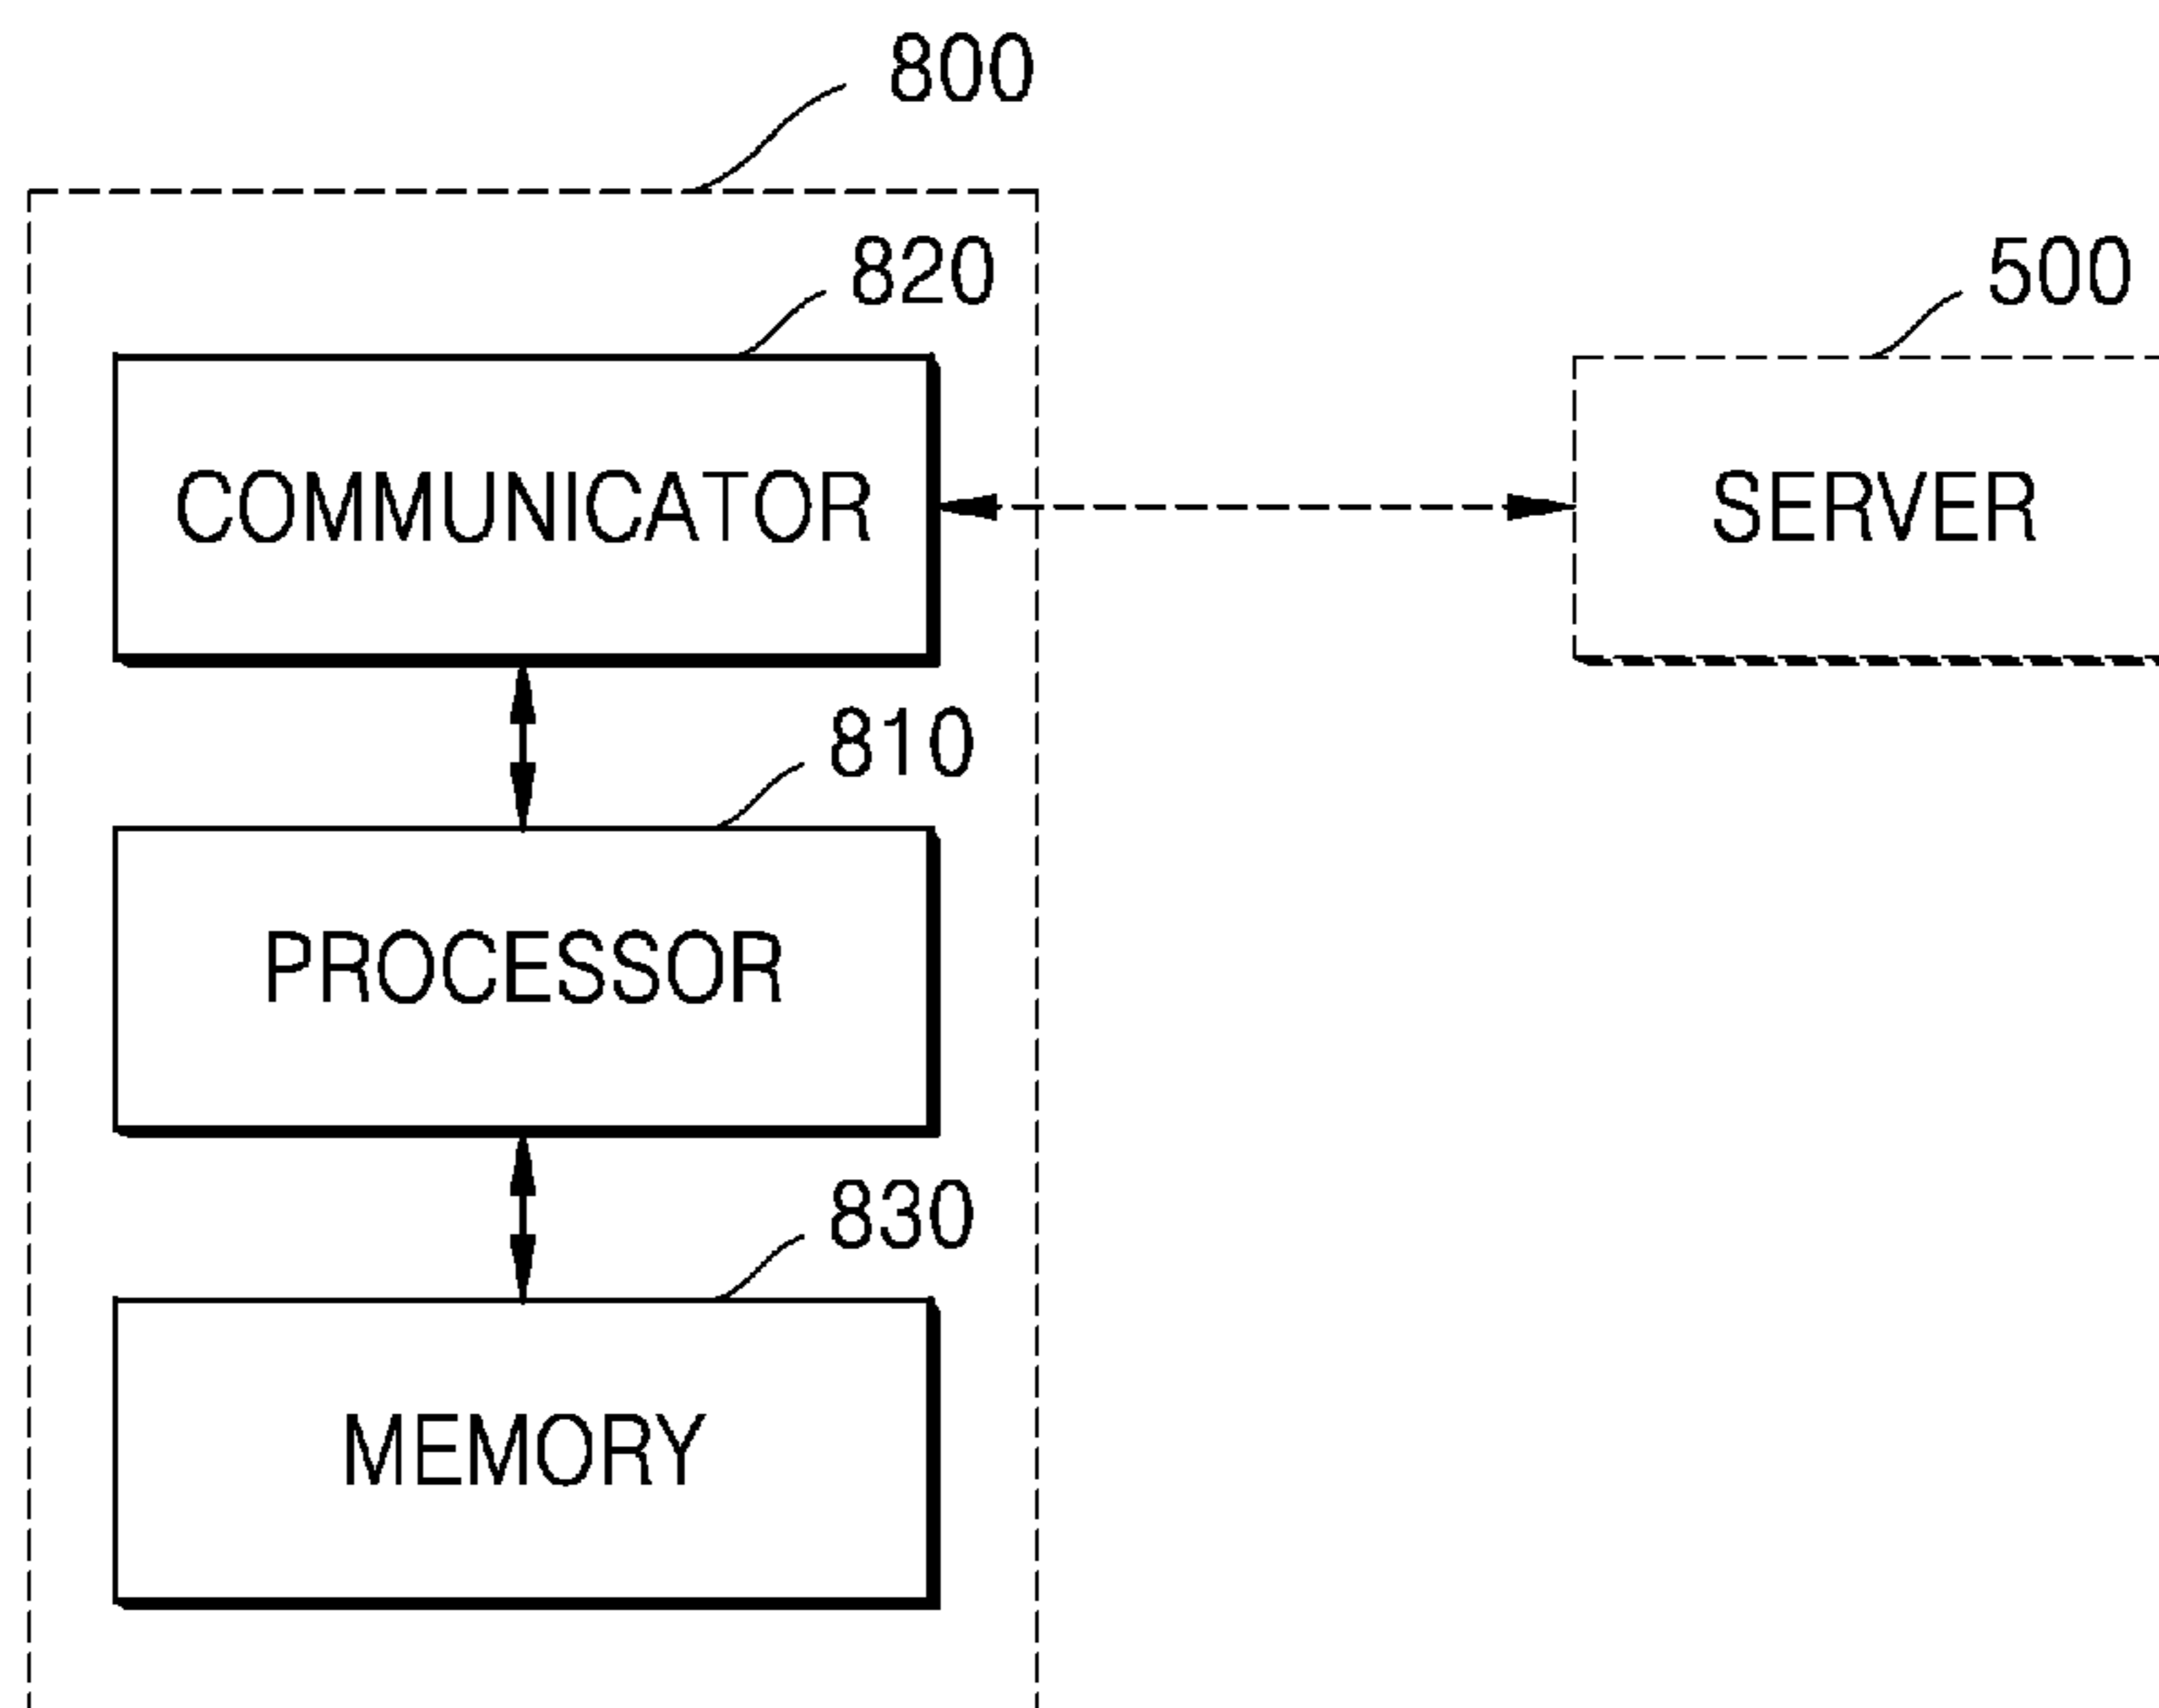 800
820
500
COMMUNICATOR
SERVER
810
PROCESSOR
830
MEMORY